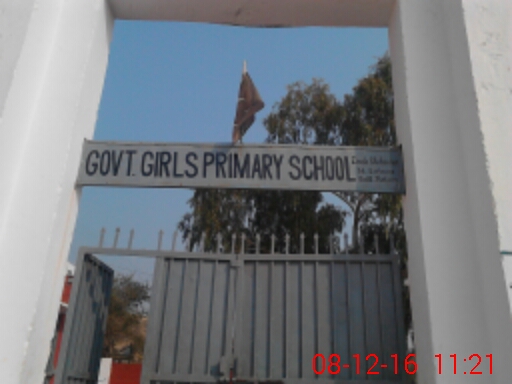 GOVT. GIRLS PRIMARY SCHOOL
08-12-16 11:21